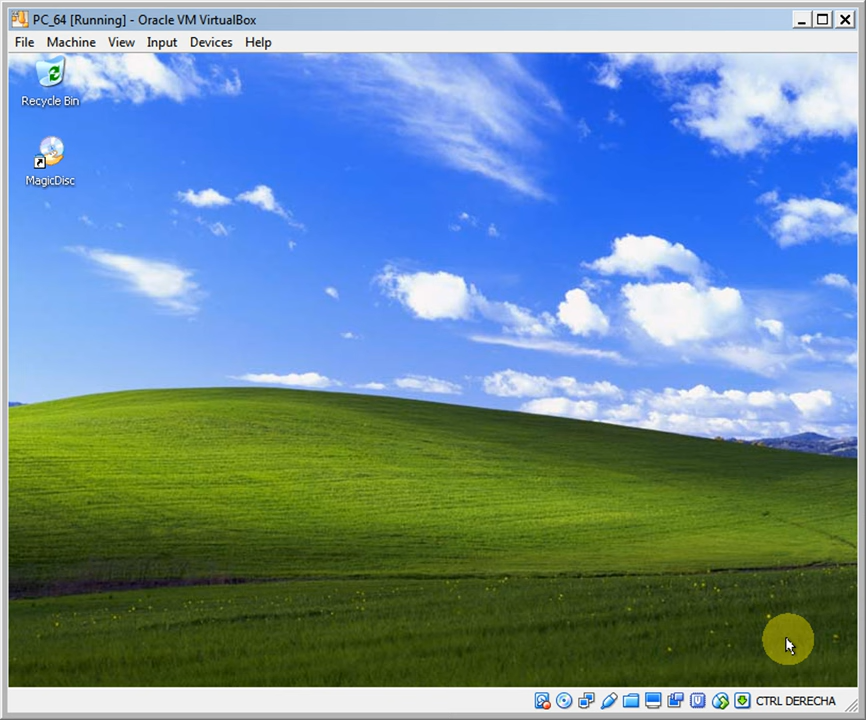 PC_64 [Running] - Oracle VM VirtualBox
File Machine View Input Devices Help
Recycle Bin
MagicDisc
CTRL DERECHA